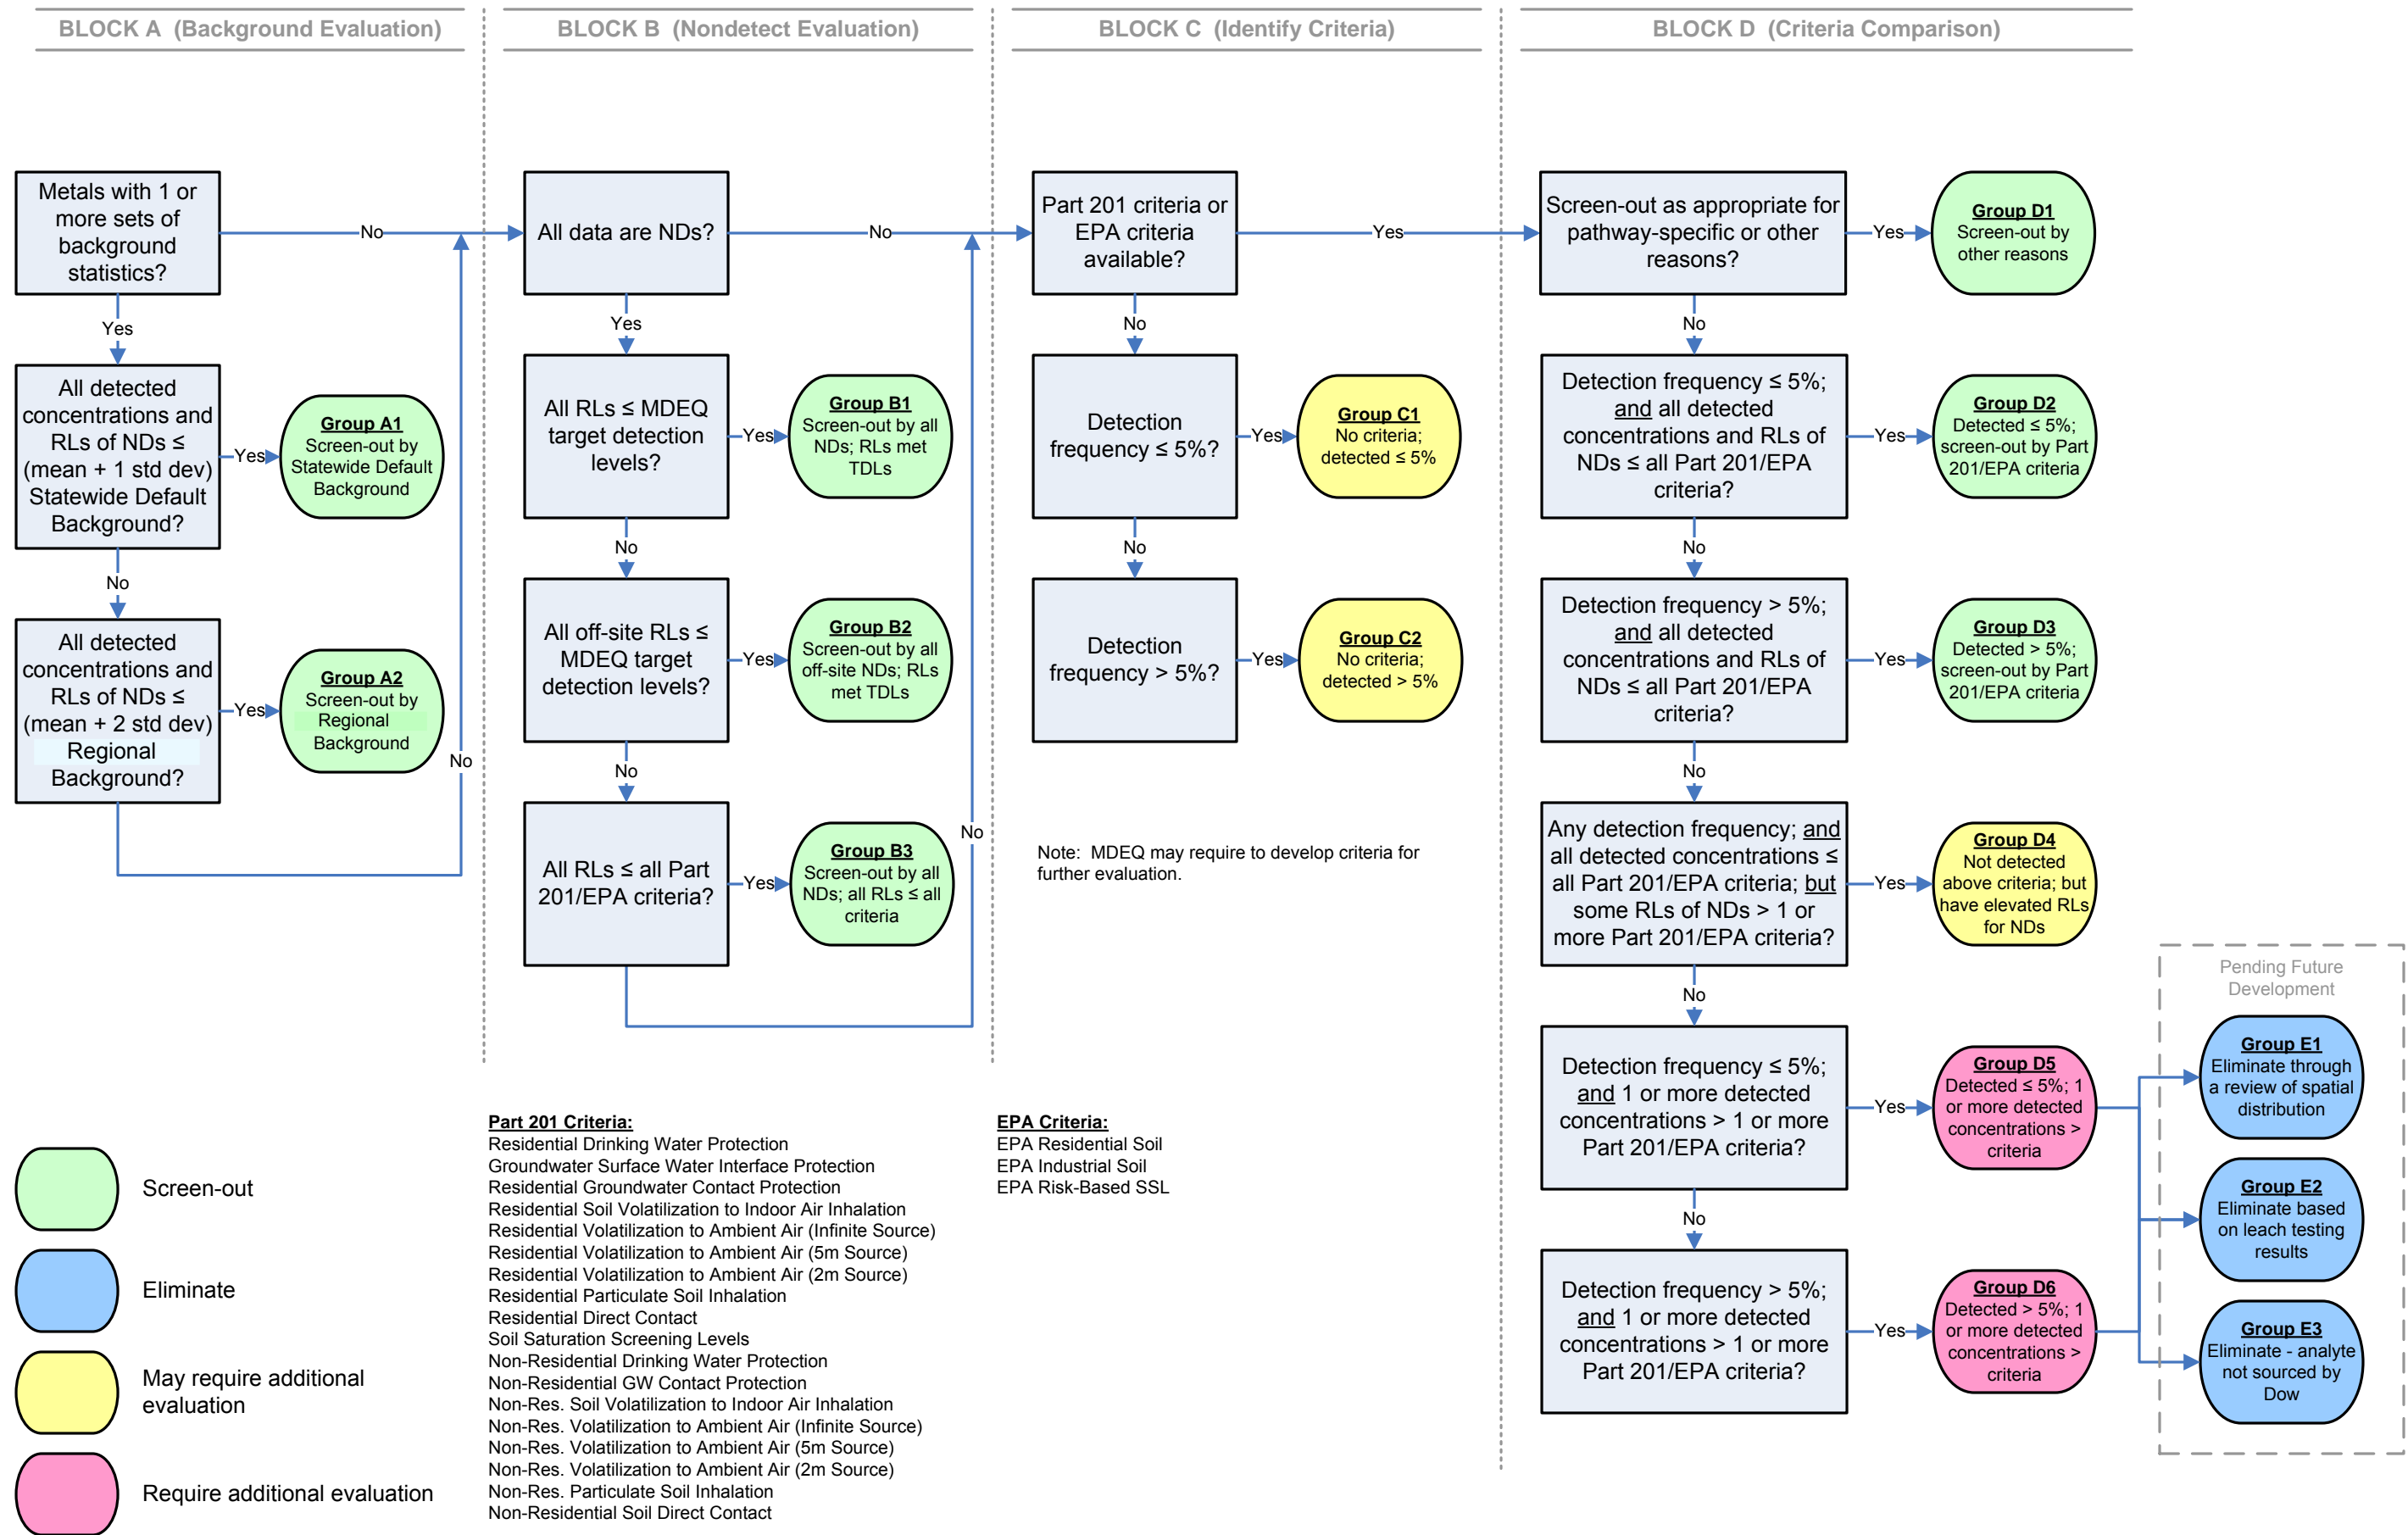 BLOCK A  (Background Evaluation)
Metals with 1 or
more sets of
background
statistics?
No
Yes
All detected
concentrations and
RLs of NDs ≤
(mean + 1 std dev)
Statewide Default
Background?
Yes
Group A1
Screen-out by
Statewide Default
Background
No
All detected
concentrations and
RLs of NDs ≤
(mean + 2 std dev)
Regional
Background?
Yes
Group A2
Screen-out by
Regional
Background
No
BLOCK B  (Nondetect Evaluation)
All data are NDs?
No
Yes
All RLs ≤ MDEQ
target detection
levels?
Yes
Group B1
Screen-out by all
NDs; RLs met
TDLs
No
All off-site RLs ≤
MDEQ target
detection levels?
Yes
Group B2
Screen-out by all
off-site NDs; RLs
met TDLs
No
All RLs ≤ all Part
201/EPA criteria?
Yes
Group B3
Screen-out by all
NDs; all RLs ≤ all
criteria
No
BLOCK C  (Identify Criteria)
Part 201 criteria or
EPA criteria
available?
Yes
No
Detection
frequency ≤ 5%?
Yes
Group C1
No criteria;
detected ≤ 5%
No
Detection
frequency > 5%?
Yes
Group C2
No criteria;
detected > 5%
Note:  MDEQ may require to develop criteria for
further evaluation.
BLOCK D  (Criteria Comparison)
Screen-out as appropriate for
pathway-specific or other
reasons?
Yes
Group D1
Screen-out by
other reasons
No
Detection frequency ≤ 5%;
and all detected
concentrations and RLs of
NDs ≤ all Part 201/EPA
criteria?
Yes
Group D2
Detected ≤ 5%;
screen-out by Part
201/EPA criteria
No
Detection frequency > 5%;
and all detected
concentrations and RLs of
NDs ≤ all Part 201/EPA
criteria?
Yes
Group D3
Detected > 5%;
screen-out by Part
201/EPA criteria
No
Any detection frequency; and
all detected concentrations ≤
all Part 201/EPA criteria; but
some RLs of NDs > 1 or
more Part 201/EPA criteria?
Yes
Group D4
Not detected
above criteria; but
have elevated RLs
for NDs
No
Detection frequency ≤ 5%;
and 1 or more detected
concentrations > 1 or more
Part 201/EPA criteria?
Yes
Group D5
Detected ≤ 5%; 1
or more detected
concentrations >
criteria
No
Detection frequency > 5%;
and 1 or more detected
concentrations > 1 or more
Part 201/EPA criteria?
Yes
Group D6
Detected > 5%; 1
or more detected
concentrations >
criteria
Pending Future
Development
Group E1
Eliminate through
a review of spatial
distribution
Group E2
Eliminate based
on leach testing
results
Group E3
Eliminate - analyte
not sourced by
Dow
Screen-out
Eliminate
May require additional
evaluation
Require additional evaluation
Part 201 Criteria:
Residential Drinking Water Protection
Groundwater Surface Water Interface Protection
Residential Groundwater Contact Protection
Residential Soil Volatilization to Indoor Air Inhalation
Residential Volatilization to Ambient Air (Infinite Source)
Residential Volatilization to Ambient Air (5m Source)
Residential Volatilization to Ambient Air (2m Source)
Residential Particulate Soil Inhalation
Residential Direct Contact
Soil Saturation Screening Levels
Non-Residential Drinking Water Protection
Non-Residential GW Contact Protection
Non-Res. Soil Volatilization to Indoor Air Inhalation
Non-Res. Volatilization to Ambient Air (Infinite Source)
Non-Res. Volatilization to Ambient Air (5m Source)
Non-Res. Volatilization to Ambient Air (2m Source)
Non-Res. Particulate Soil Inhalation
Non-Residential Soil Direct Contact
EPA Criteria:
EPA Residential Soil
EPA Industrial Soil
EPA Risk-Based SSL